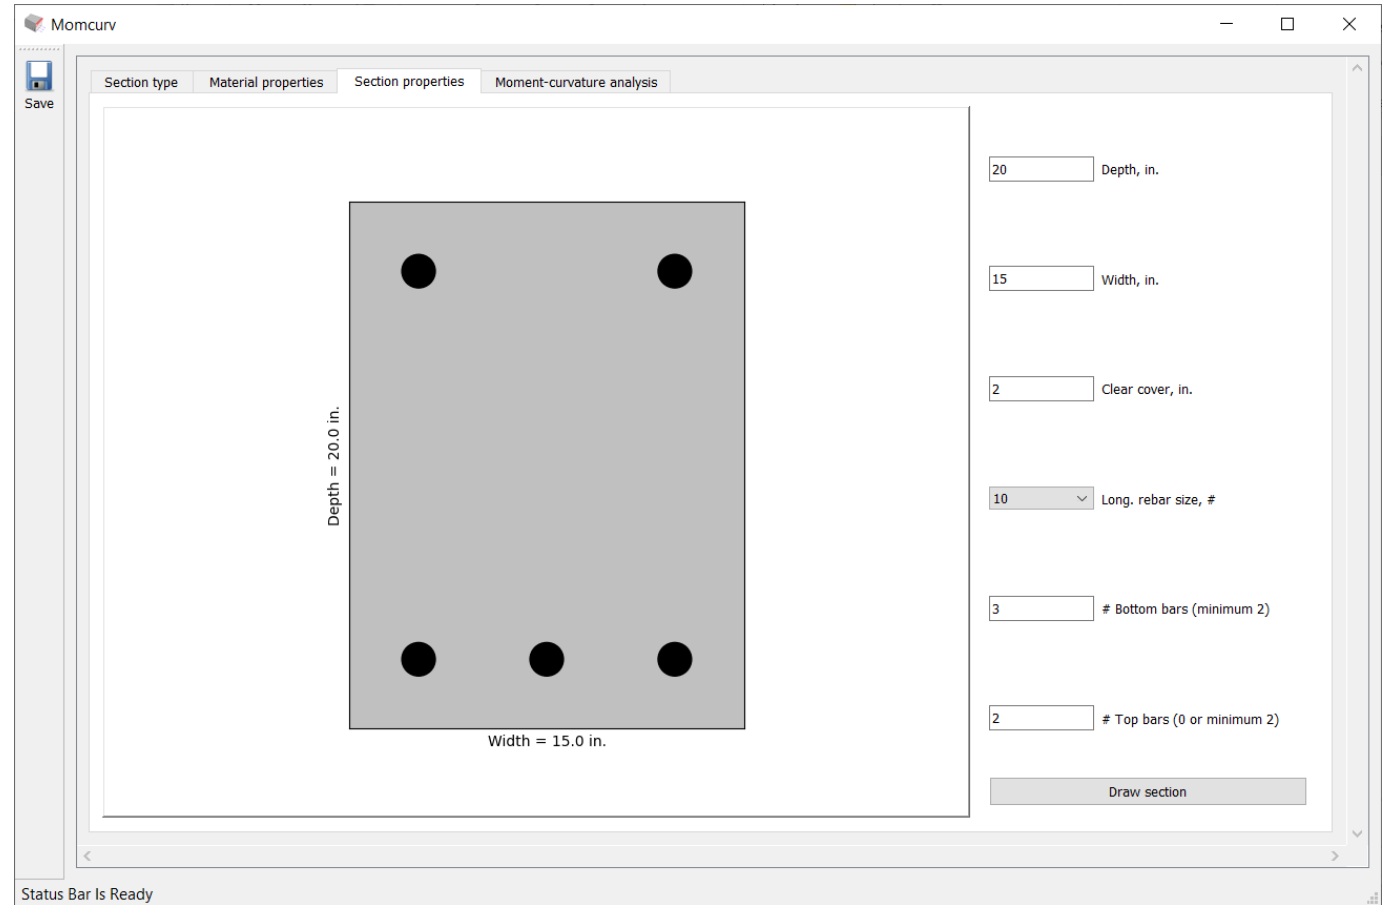 Momcurv
Save
Section type
Material properties
Section properties
Moment-curvature analysis
Depth = 20.0 in.
Width = 15.0 in.
20 Depth, in.
15 Width, in.
2 Clear cover, in.
10 Long. rebar size, #
3 # Bottom bars (minimum 2)
2 # Top bars (0 or minimum 2)
Draw section
Status Bar Is Ready